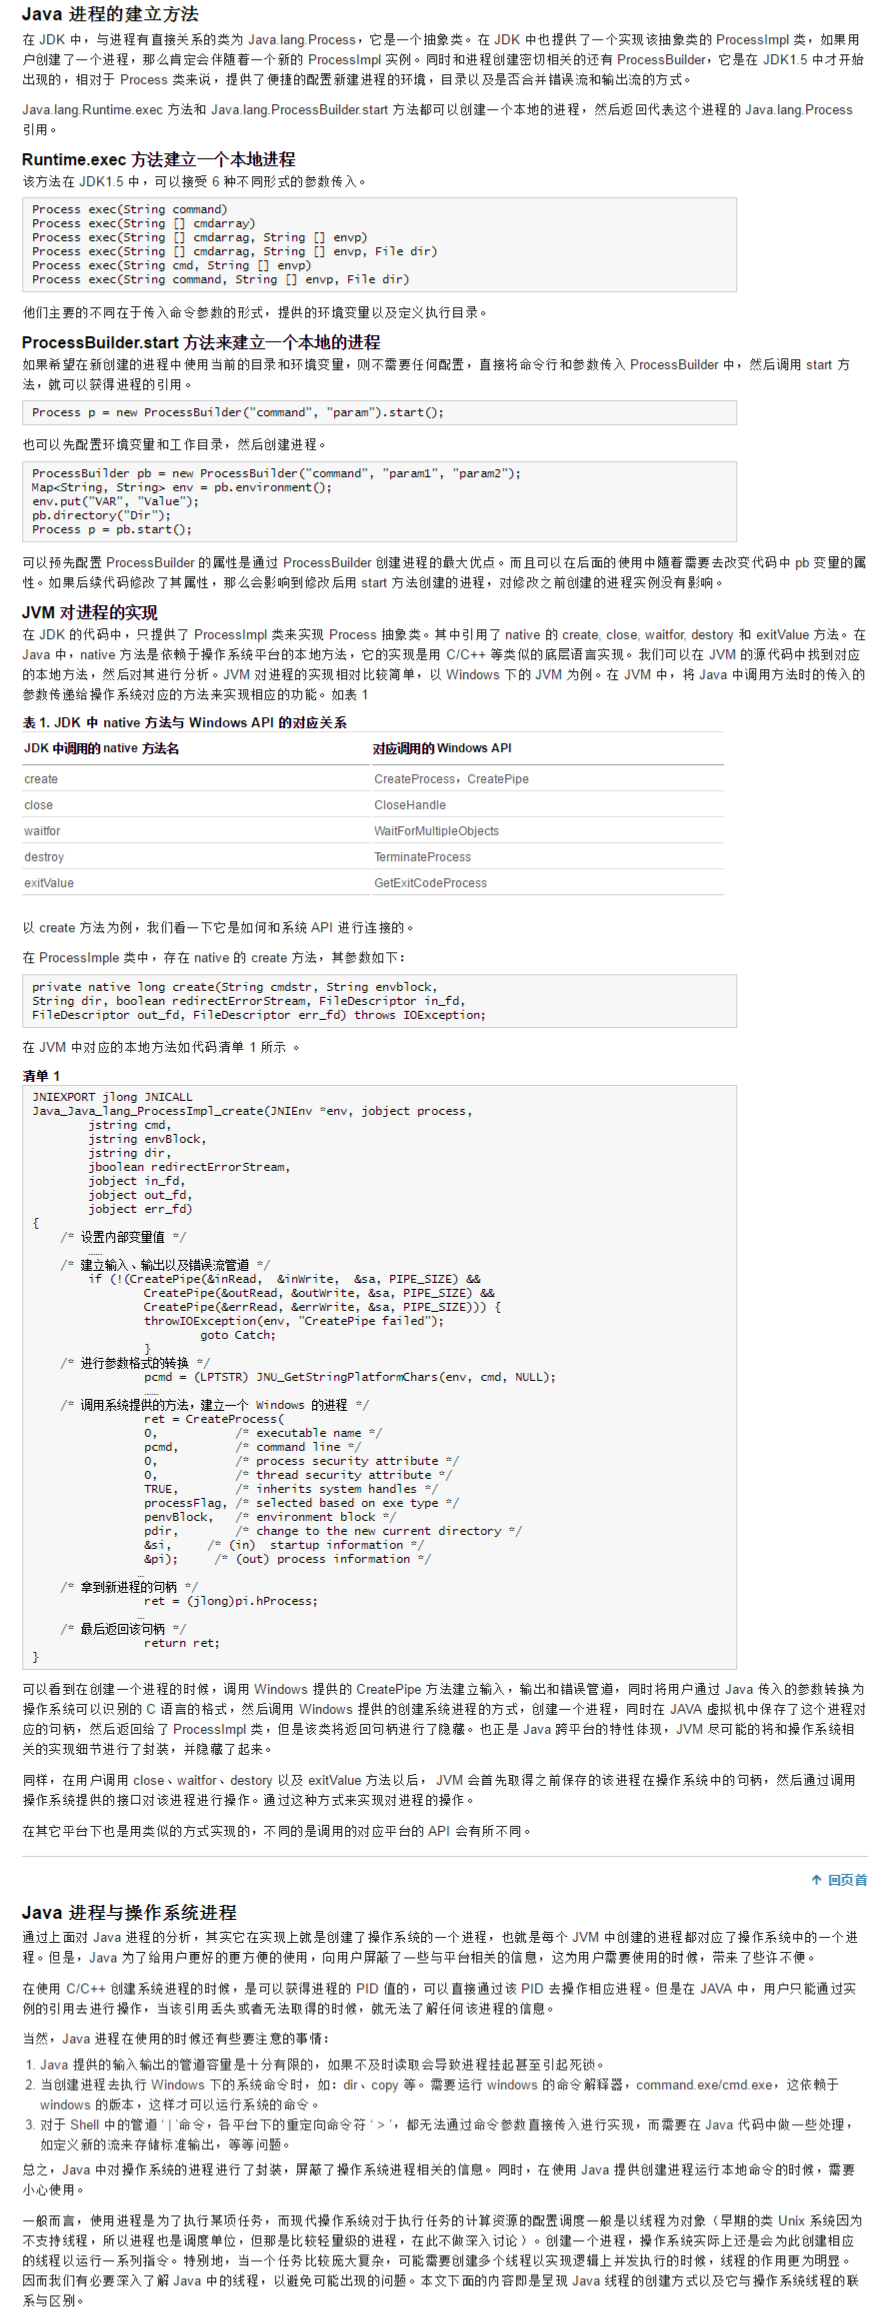 Java 进程的建立方法
在 JDK 中，与进程有直接关系的类为 Java.lang.Process，它是一个抽象类。在 JDK 中也提供了一个实现该抽象类的 ProcessImpl 类，如果用
户创建了一个进程，那么肯定会伴随着一个新的 ProcessImpl 实例。同时和进程创建密切相关的还有 ProcessBuilder，它是在 JDK1.5 中才开始
出现的，相对于 Process 类来说，提供了便捷的配置新建进程的环境，目录以及是否合并错误流和输出流的方式。
Java.lang.Runtime.exec 方法和 Java.lang.ProcessBuilder.start 方法都可以创建一个本地的进程，然后返回代表这个进程的 Java.lang.Process
引用。
Runtime.exec 方法建立一个本地进程
该方法在 JDK1.5 中，可以接受 6 种不同形式的参数传入。
Process exec(String command)
Process exec(String [] cmdarray)
Process exec(String [] cmdarrag, String [] envp)
Process exec(String [] cmdarrag, String [] envp, File dir)
Process exec(String cmd, String [] envp)
Process exec(String command, String [] envp, File dir)
他们主要的不同在于传入命令参数的形式，提供的环境变量以及定义执行目录。
ProcessBuilder.start 方法来建立一个本地的进程
如果希望在新创建的进程中使用当前的目录和环境变量，则不需要任何配置，直接将命令行和参数传入 ProcessBuilder 中，然后调用 start 方
法，就可以获得进程的引用。
Process p = new ProcessBuilder("command", "param").start();
也可以先配置环境变量和工作目录，然后创建进程。
ProcessBuilder pb = new ProcessBuilder("command", "param1", "param2");
Map<String, String> env = pb.environment();
env.put("VAR", "Value");
pb.directory("Dir");
Process p = pb.start();
可以预先配置 ProcessBuilder 的属性是通过 ProcessBuilder 创建进程的最大优点。而且可以在后面的使用中随着需要去改变代码中 pb 变量的属
性。如果后续代码修改了其属性，那么会影响到修改后用 start 方法创建的进程，对修改之前创建的进程实例没有影响。
JVM 对进程的实现
在 JDK 的代码中，只提供了 ProcessImpl 类来实现 Process 抽象类。其中引用了 native 的 create, close, waitfor, destory 和 exitValue 方法。在
Java 中，native 方法是依赖于操作系统平台的本地方法，它的实现是用 C/C++ 等类似的底层语言实现。我们可以在 JVM 的源代码中找到对应
的本地方法，然后对其进行分析。JVM 对进程的实现相对比较简单，以 Windows 下的 JVM 为例。在 JVM 中，将 Java 中调用方法时的传入的
参数传递给操作系统对应的方法来实现相应的功能。如表 1
表 1. JDK 中 native 方法与 Windows API 的对应关系
JDK 中调用的 native 方法名 对应调用的 Windows API
create CreateProcess，CreatePipe
close CloseHandle
waitfor WaitForMultipleObjects
destroy TerminateProcess
exitValue GetExitCodeProcess
以 create 方法为例，我们看一下它是如何和系统 API 进行连接的。
在 ProcessImple 类中，存在 native 的 create 方法，其参数如下：
private native long create(String cmdstr, String envblock,
String dir, boolean redirectErrorStream, FileDescriptor in_fd,
FileDescriptor out_fd, FileDescriptor err_fd) throws IOException;
在 JVM 中对应的本地方法如代码清单 1 所示 。
清单 1
JNIEXPORT jlong JNICALL
Java_Java_lang_ProcessImpl_create(JNIEnv *env, jobject process,
jstring cmd,
jstring envBlock,
jstring dir,
jboolean redirectErrorStream,
jobject in_fd,
jobject out_fd,
jobject err_fd)
{
/* 设置内部变量值 */
……
/* 建立输入、输出以及错误流管道 */
if (!(CreatePipe(&inRead, &inWrite, &sa, PIPE_SIZE) &&
CreatePipe(&outRead, &outWrite, &sa, PIPE_SIZE) &&
CreatePipe(&errRead, &errWrite, &sa, PIPE_SIZE))) {
throwIOException(env, "CreatePipe failed");
goto Catch;
}
/* 进行参数格式的转换 */
pcmd = (LPTSTR) JNU_GetStringPlatformChars(env, cmd, NULL);
……
/* 调用系统提供的方法，建立一个 Windows 的进程 */
ret = CreateProcess(
0, /* executable name */
pcmd, /* command line */
0, /* process security attribute */
0, /* thread security attribute */
TRUE, /* inherits system handles */
processFlag, /* selected based on exe type */
penvBlock, /* environment block */
pdir, /* change to the new current directory */
&si, /* (in) startup information */
&pi); /* (out) process information */
…
/* 拿到新进程的句柄 */
ret = (jlong)pi.hProcess;
…
/* 最后返回该句柄 */
return ret;
}
可以看到在创建一个进程的时候，调用 Windows 提供的 CreatePipe 方法建立输入，输出和错误管道，同时将用户通过 Java 传入的参数转换为
操作系统可以识别的 C 语言的格式，然后调用 Windows 提供的创建系统进程的方式，创建一个进程，同时在 JAVA 虚拟机中保存了这个进程对
应的句柄，然后返回给了 ProcessImpl 类，但是该类将返回句柄进行了隐藏。也正是 Java 跨平台的特性体现，JVM 尽可能的将和操作系统相
关的实现细节进行了封装，并隐藏了起来。
同样，在用户调用 close、waitfor、destory 以及 exitValue 方法以后， JVM 会首先取得之前保存的该进程在操作系统中的句柄，然后通过调用
操作系统提供的接口对该进程进行操作。通过这种方式来实现对进程的操作。
在其它平台下也是用类似的方式实现的，不同的是调用的对应平台的 API 会有所不同。
↑ 回页首
Java 进程与操作系统进程
通过上面对 Java 进程的分析，其实它在实现上就是创建了操作系统的一个进程，也就是每个 JVM 中创建的进程都对应了操作系统中的一个进
程。但是，Java 为了给用户更好的更方便的使用，向用户屏蔽了一些与平台相关的信息，这为用户需要使用的时候，带来了些许不便。
在使用 C/C++ 创建系统进程的时候，是可以获得进程的 PID 值的，可以直接通过该 PID 去操作相应进程。但是在 JAVA 中，用户只能通过实
例的引用去进行操作，当该引用丢失或者无法取得的时候，就无法了解任何该进程的信息。
当然，Java 进程在使用的时候还有些要注意的事情：
1. Java 提供的输入输出的管道容量是十分有限的，如果不及时读取会导致进程挂起甚至引起死锁。
2. 当创建进程去执行 Windows 下的系统命令时，如：dir、copy 等。需要运行 windows 的命令解释器，command.exe/cmd.exe，这依赖于
windows 的版本，这样才可以运行系统的命令。
3. 对于 Shell 中的管道 ‘ | ’命令，各平台下的重定向命令符 ‘ > ’，都无法通过命令参数直接传入进行实现，而需要在 Java 代码中做一些处理，
如定义新的流来存储标准输出，等等问题。
总之，Java 中对操作系统的进程进行了封装，屏蔽了操作系统进程相关的信息。同时，在使用 Java 提供创建进程运行本地命令的时候，需要
小心使用。
一般而言，使用进程是为了执行某项任务，而现代操作系统对于执行任务的计算资源的配置调度一般是以线程为对象（早期的类 Unix 系统因为
不支持线程，所以进程也是调度单位，但那是比较轻量级的进程，在此不做深入讨论）。创建一个进程，操作系统实际上还是会为此创建相应
的线程以运行一系列指令。特别地，当一个任务比较庞大复杂，可能需要创建多个线程以实现逻辑上并发执行的时候，线程的作用更为明显。
因而我们有必要深入了解 Java 中的线程，以避免可能出现的问题。本文下面的内容即是呈现 Java 线程的创建方式以及它与操作系统线程的联
系与区别。